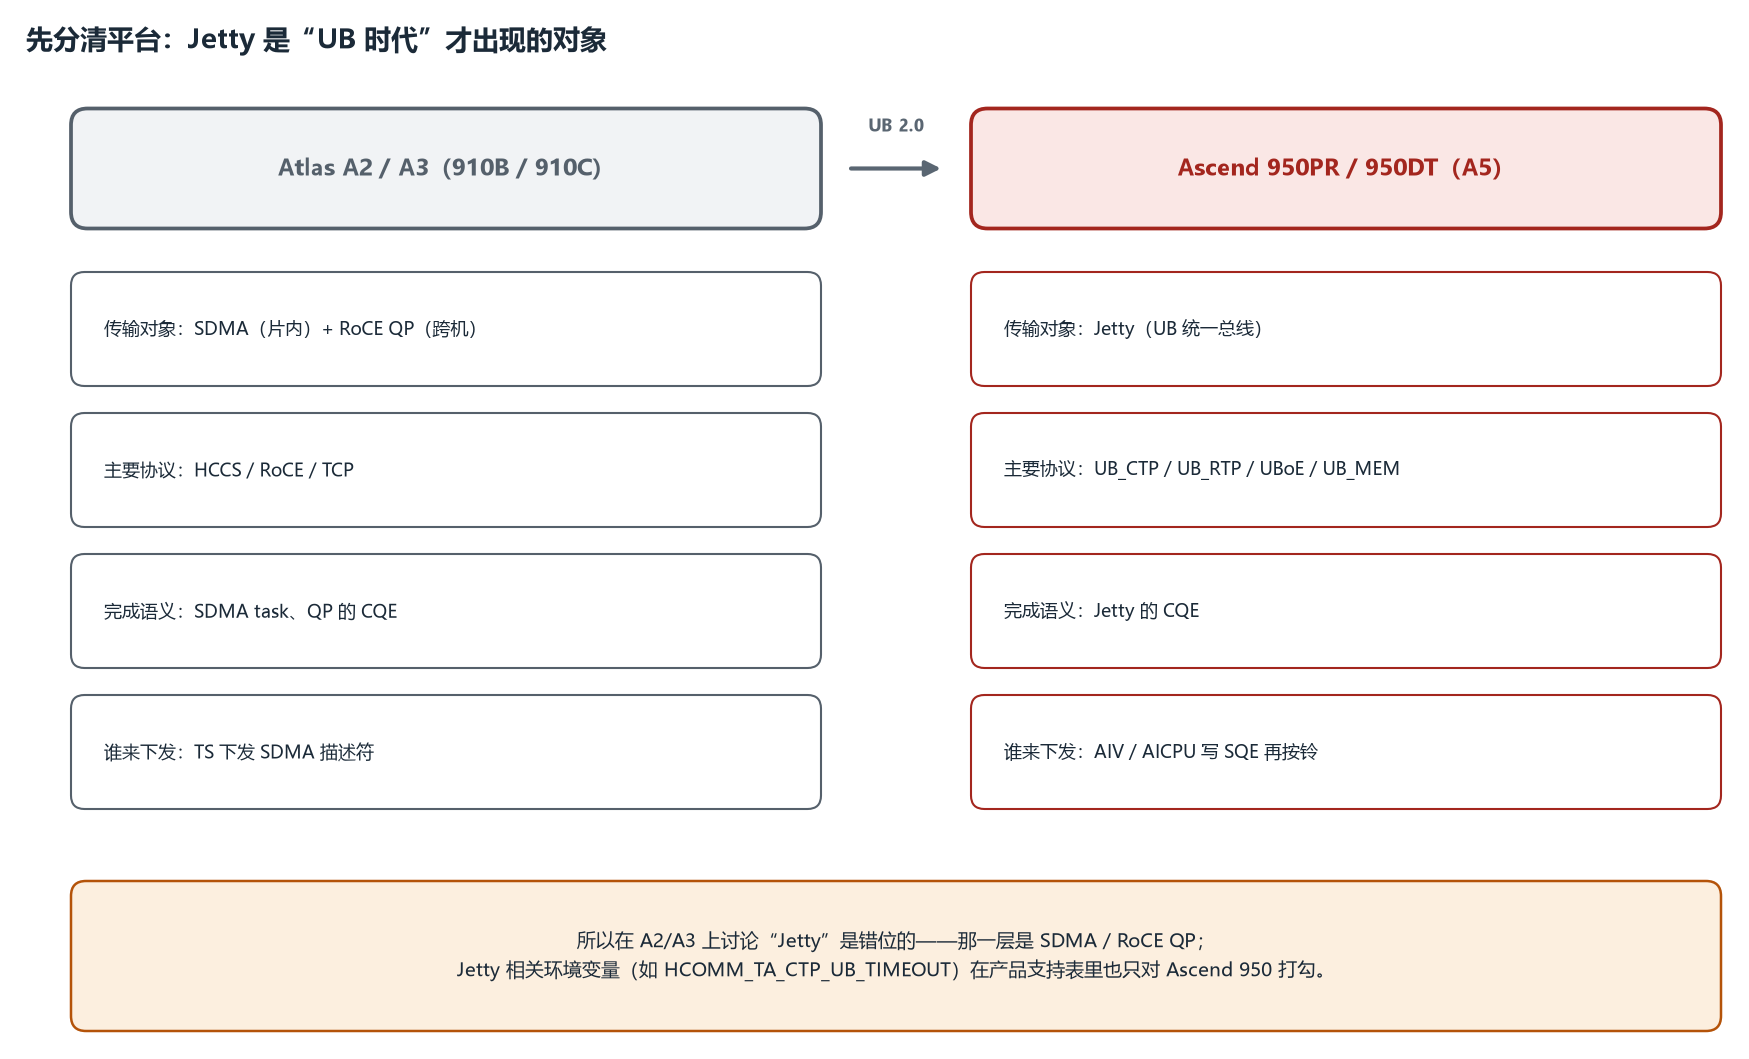 先分清平台：Jetty 是“UB 时代”才出现的对象
Atlas A2 / A3（910B / 910C）
UB 2.0
Ascend 950PR / 950DT（A5）
传输对象：SDMA（片内）+ RoCE QP（跨机）
传输对象：Jetty（UB 统一总线）
主要协议：HCCS / RoCE / TCP
主要协议：UB_CTP / UB_RTP / UBoE / UB_MEM
完成语义：SDMA task、QP 的 CQE
完成语义：Jetty 的 CQE
谁来下发：TS 下发 SDMA 描述符
谁来下发：AIV / AICPU 写 SQE 再按铃
所以在 A2/A3 上讨论“Jetty”是错位的——那一层是 SDMA / RoCE QP；
Jetty 相关环境变量（如 HCOMM_TA_CTP_UB_TIMEOUT）在产品支持表里也只对 Ascend 950 打勾。